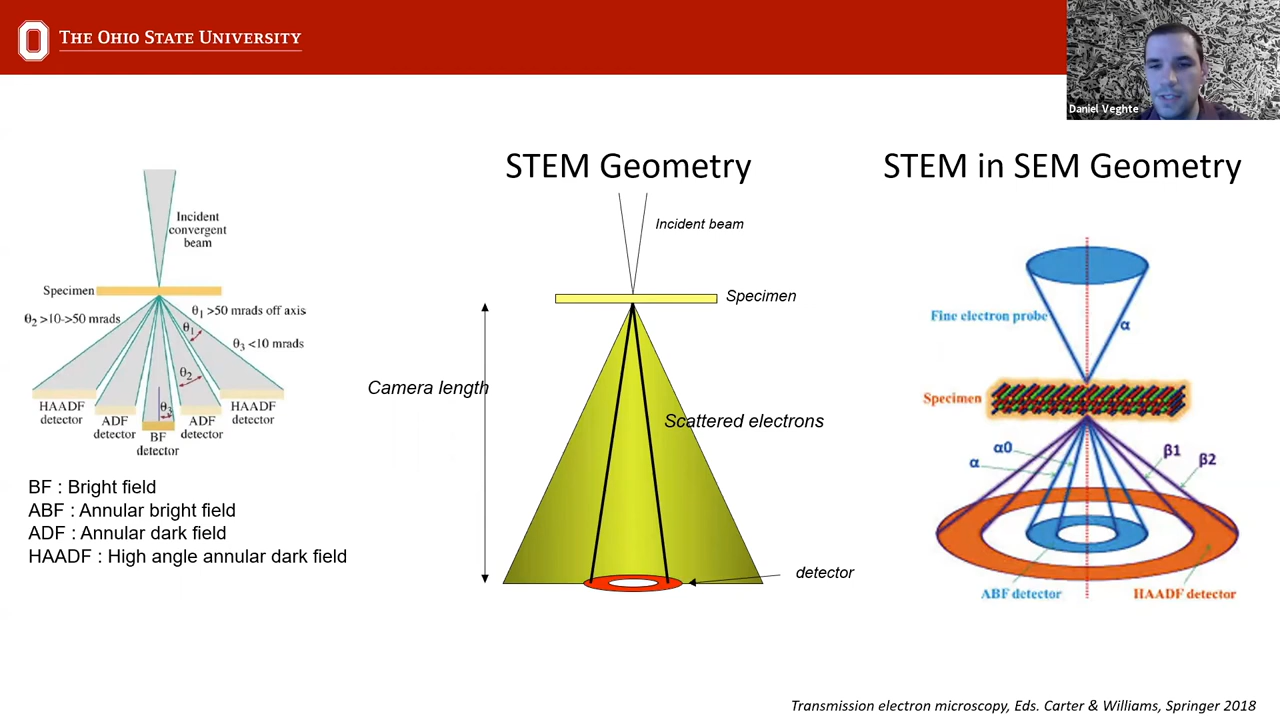 THE OHIO STATE UNIVERSITY
Daniel Veghte
STEM Geometry
STEM in SEM Geometry
Incident
convergent
beam
Specimen
θ1 >50 mrads off axis
θ2 >10->50 mrads
θ1
θ3 <10 mrads
θ2
θ3
HAADF
detector
ADF
detector
BF
detector
ADF
detector
HAADF
detector
BF : Bright field
ABF : Annular bright field
ADF : Annular dark field
HAADF : High angle annular dark field
Incident beam
Specimen
Camera length
Scattered electrons
detector
Fine electron probe
α
Specimen
α0
α
β1
β2
ABF detector
HAADF detector
Transmission electron microscopy, Eds. Carter & Williams, Springer 2018